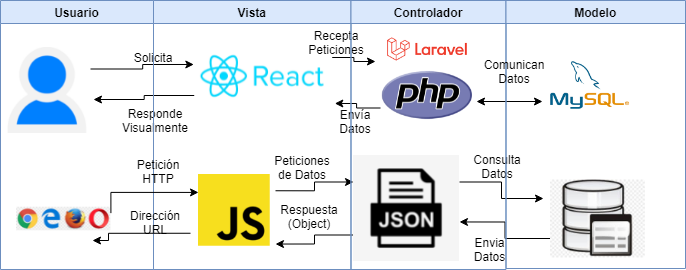 Usuario
Vista
Controlador
Modelo
Solicita
Responde
Visualmente
React
Recepta
Peticiones
Envía
Datos
Laravel
php
Comunican
Datos
MySQL
Petición
HTTP
Dirección
URL
JS
Peticiones
de Datos
Respuesta
(Object)
JSON
Consulta
Datos
Envia
Datos